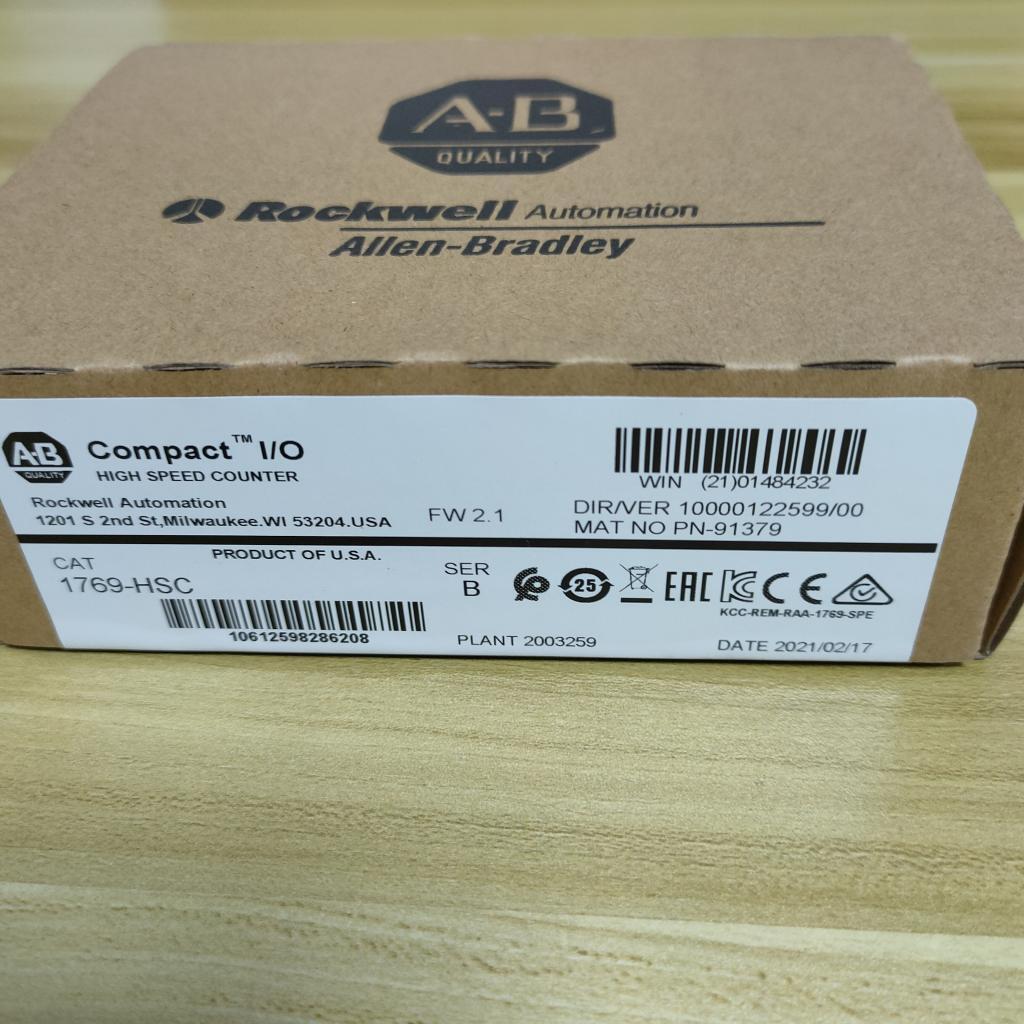 A-B
QUALITY
Rockwell Automation
Allen-Bradley
A-B
QUALITY
Compact™ I/O
HIGH SPEED COUNTER
Rockwell Automation
1201 S 2nd St,Milwaukee.WI 53204.USA
FW 2.1
WIN (21)01484232
DIR/VER 10000122599/00
MAT NO PN-91379
PRODUCT OF U.S.A.
CAT
1769-HSC
10612598286208
SER
B
25
EAC
KC
CE
KCC-REM-RAA-1769-SPE
PLANT 2003259
DATE 2021/02/17